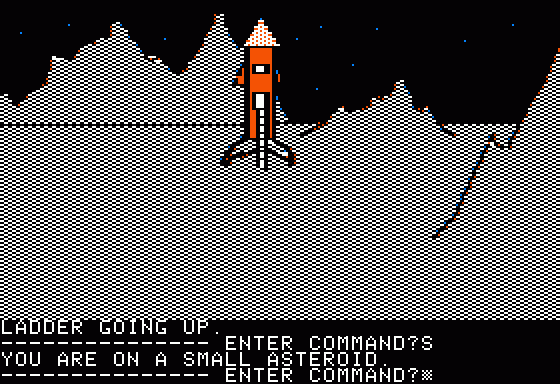 LADDER GOING UP.
--------------- ENTER COMMAND?S
YOU ARE ON A SMALL ASTEROID.
--------------- ENTER COMMAND?※